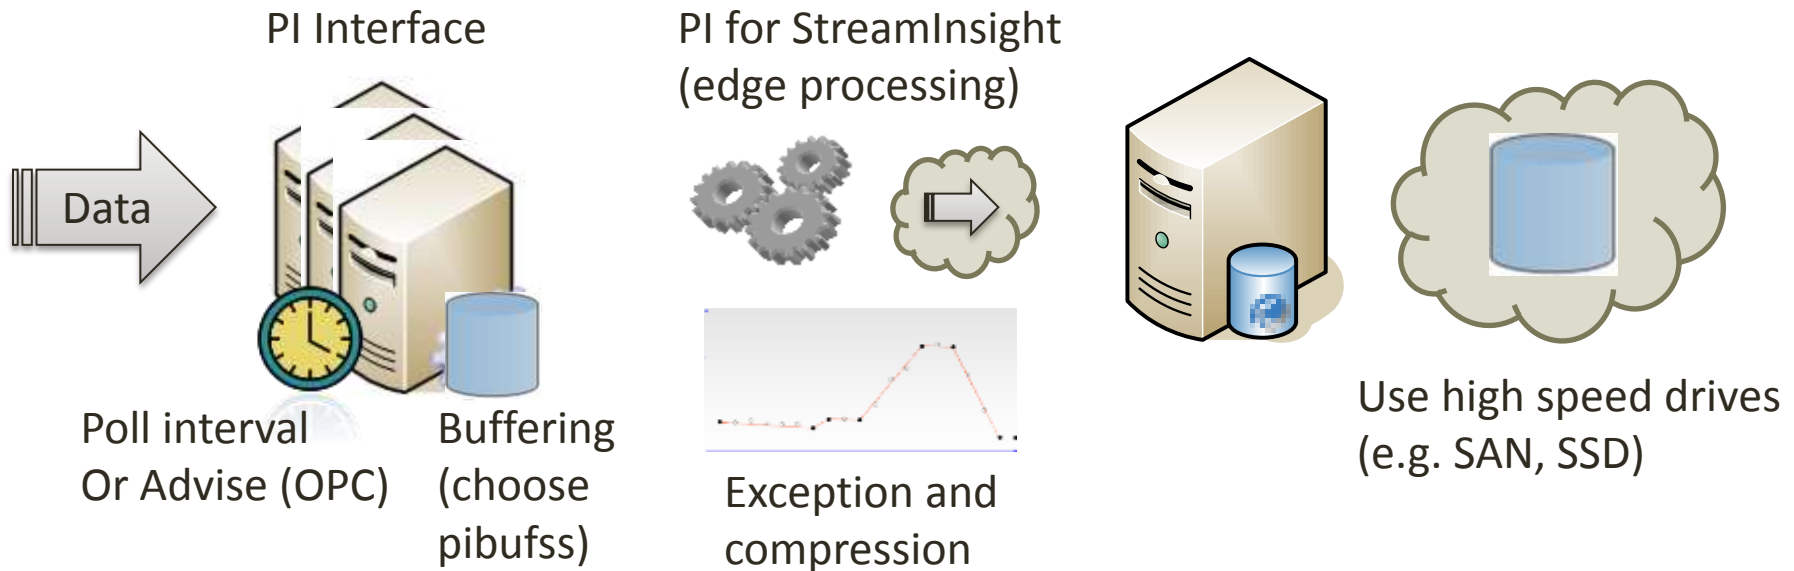 PI Interface
PI for StreamInsight
(edge processing)
Data
Poll interval
Or Advise (OPC)
Buffering
(choose
pibufss)
Exception and
compression
Use high speed drives
(e.g. SAN, SSD)